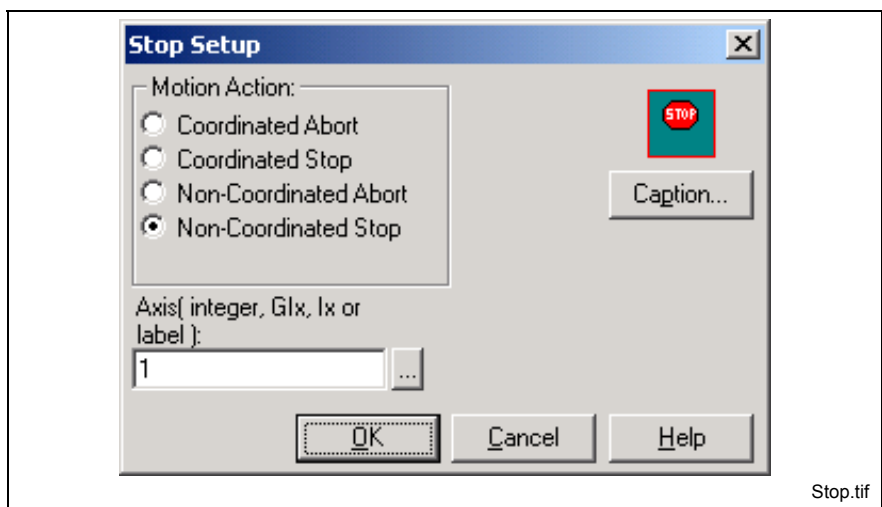 Stop Setup
Motion Action:
Coordinated Abort
Coordinated Stop
Non-Coordinated Abort
Non-Coordinated Stop
STOP
Caption...
Axis( integer, GIx, Ix or
label ):
1
...
OK
Cancel
Help
Stop.tif